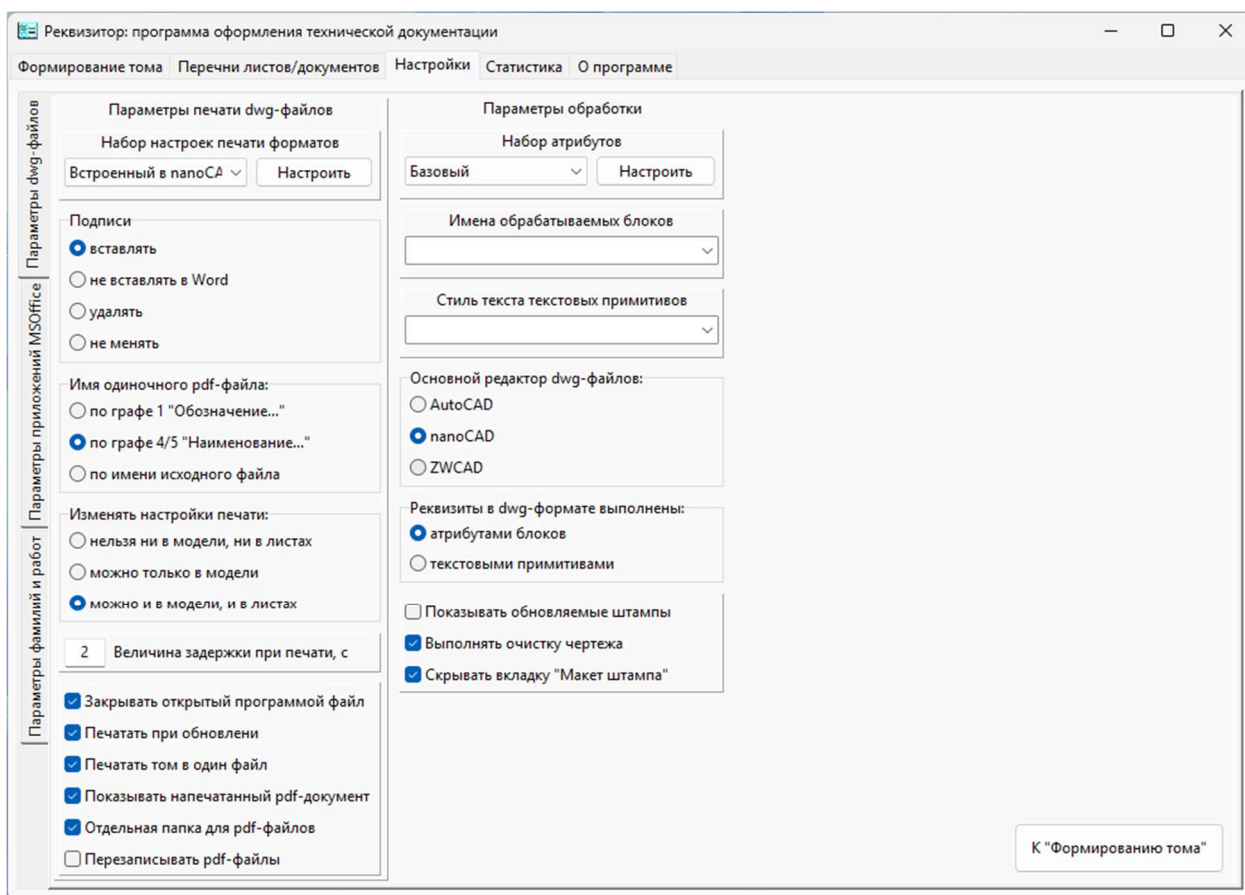 Реквизитор: программа оформления технической документации
Формирование тома Перечни листов/документов Настройки Статистика О программе
Параметры dwg-файлов
Параметры приложений MSOffice
Параметры фамилий и работ
Параметры печати dwg-файлов
Набор настроек печати форматов
Встроенный в nanoCA Настроить
Подписи
вставлять
не вставлять в Word
удалять
не менять
Имя одиночного pdf-файла:
по графе 1 "Обозначение..."
по графе 4/5 "Наименование..."
по имени исходного файла
Изменять настройки печати:
нельзя ни в модели, ни в листах
можно только в модели
можно и в модели, и в листах
2 Величина задержки при печати, с
Закрывать открытый программой файл
Печатать при обновлени
Печатать том в один файл
Показывать напечатанный pdf-документ
Отдельная папка для pdf-файлов
Перезаписывать pdf-файлы
Параметры обработки
Набор атрибутов
Базовый Настроить
Имена обрабатываемых блоков
Стиль текста текстовых примитивов
Основной редактор dwg-файлов:
AutoCAD
nanoCAD
ZWCAD
Реквизиты в dwg-формате выполнены:
атрибутами блоков
текстовыми примитивами
Показывать обновляемые штампы
Выполнять очистку чертежа
Скрывать вкладку "Макет штампа"
К "Формированию тома"